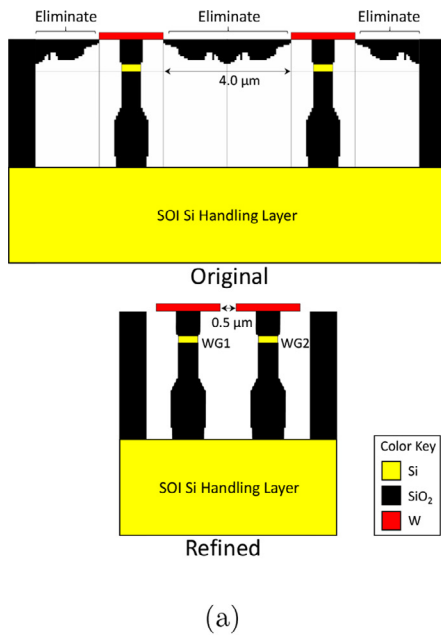 Eliminate Eliminate Eliminate
4.0 μm
SOI Si Handling Layer
Original
0.5 μm
WG1 WG2
SOI Si Handling Layer
Refined
Color Key
Si
SiO₂
W
(a)